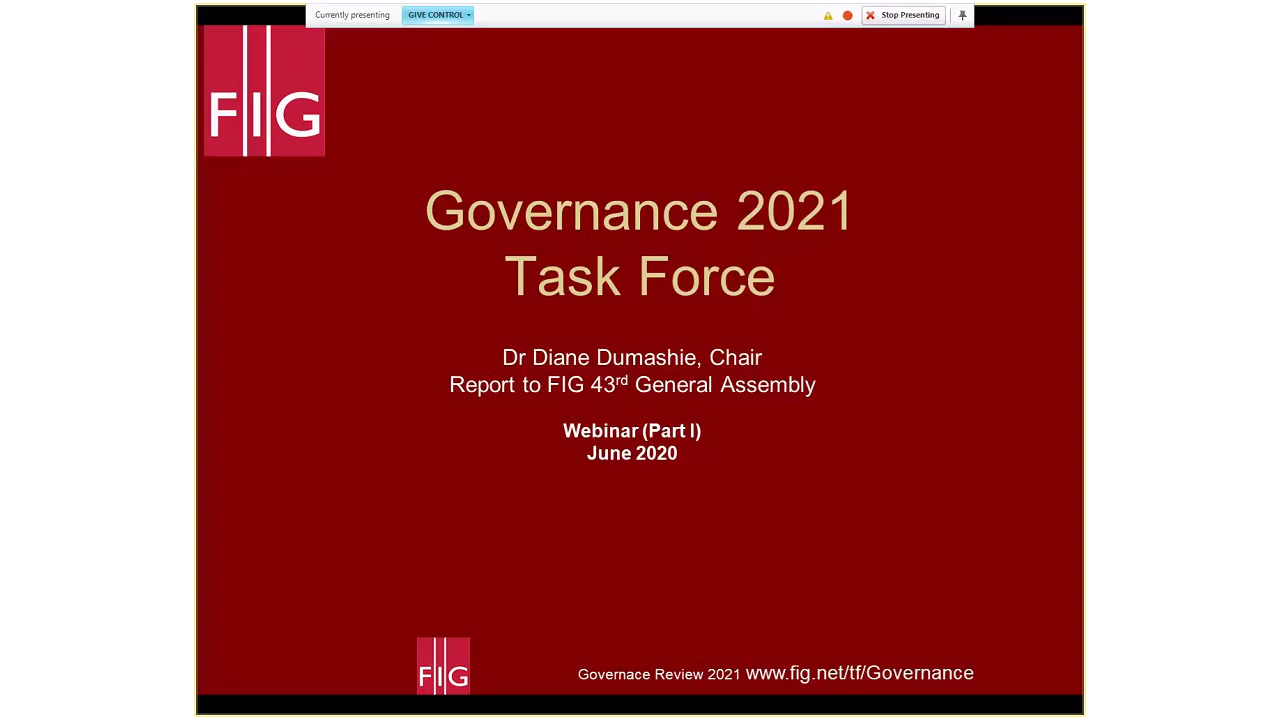 Currently presenting GIVE CONTROL Stop Presenting
FIG
Governance 2021
Task Force
Dr Diane Dumashie, Chair
Report to FIG 43rd General Assembly
Webinar (Part I)
June 2020
FIG
Governace Review 2021 www.fig.net/tf/Governance